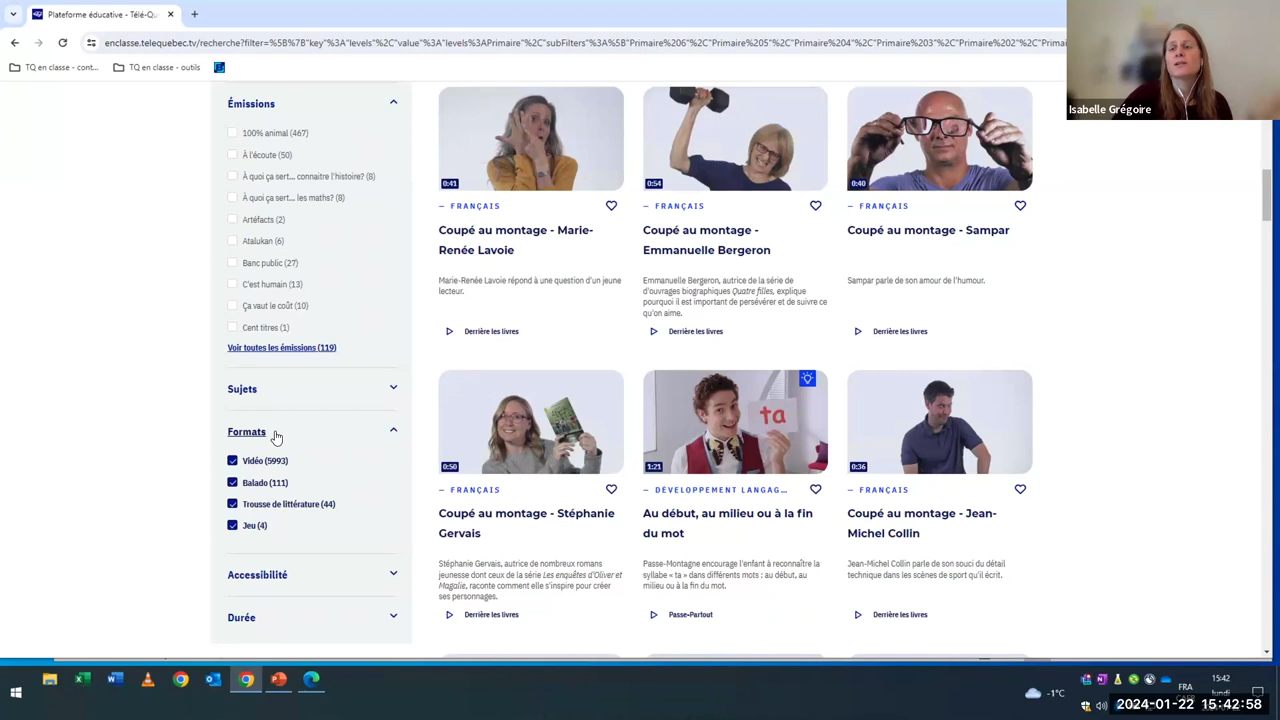 Plateforme éducative - Télé-Qu
enclasse.telequebec.tv/recherche?filter=%5B%7B"key"%3A"levels"%2C"value"%3A"levels%3APrimaire"%2C"subFilters"%3A%5B"Primaire%206"%2C"Primaire%205"%2C"Primaire%204"%2C"Primaire%203"%2C"Primaire%202"%2C"Primai
TQ en classe - cont...
TQ en classe - outils
Isabelle Grégoire
Émissions
100% animal (467)
À l'écoute (50)
À quoi ça sert... connaitre l'histoire? (8)
À quoi ça sert... les maths? (8)
Artéfacts (2)
Atalukan (6)
Banc public (27)
C'est humain (13)
Ça vaut le coût (10)
Cent titres (1)
Voir toutes les émissions (119)
Sujets
Formats
Vidéo (5993)
Balado (111)
Trousse de littérature (44)
Jeu (4)
Accessibilité
Durée
0:41
— FRANÇAIS
Coupé au montage - Marie-
Renée Lavoie
Marie-Renée Lavoie répond à une question d'un jeune
lecteur.
Derrière les livres
0:54
— FRANÇAIS
Coupé au montage -
Emmanuelle Bergeron
Emmanuelle Bergeron, autrice de la série de
d'ouvrages biographiques Quatre filles, explique
pourquoi il est important de persévérer et de suivre ce
qu'on aime.
Derrière les livres
0:40
— FRANÇAIS
Coupé au montage - Sampar
Sampar parle de son amour de l'humour.
Derrière les livres
0:50
— FRANÇAIS
Coupé au montage - Stéphanie
Gervais
Stéphanie Gervais, autrice de nombreux romans
jeunesse dont ceux de la série Les enquêtes d'Oliver et
Magalie, raconte comment elle s'inspire pour créer
ses personnages.
Derrière les livres
ta
1:21
— DÉVELOPPEMENT LANGAG...
Au début, au milieu ou à la fin
du mot
Passe-Montagne encourage l'enfant à reconnaître la
syllabe « ta » dans différents mots : au début, au
milieu ou à la fin du mot.
Passe-Partout
0:36
— FRANÇAIS
Coupé au montage - Jean-
Michel Collin
Jean-Michel Collin parle de son souci du détail
technique dans les scènes de sport qu'il écrit.
Derrière les livres
-1°C
FRA
15:42
lundi
2024-01-22 15:42:58